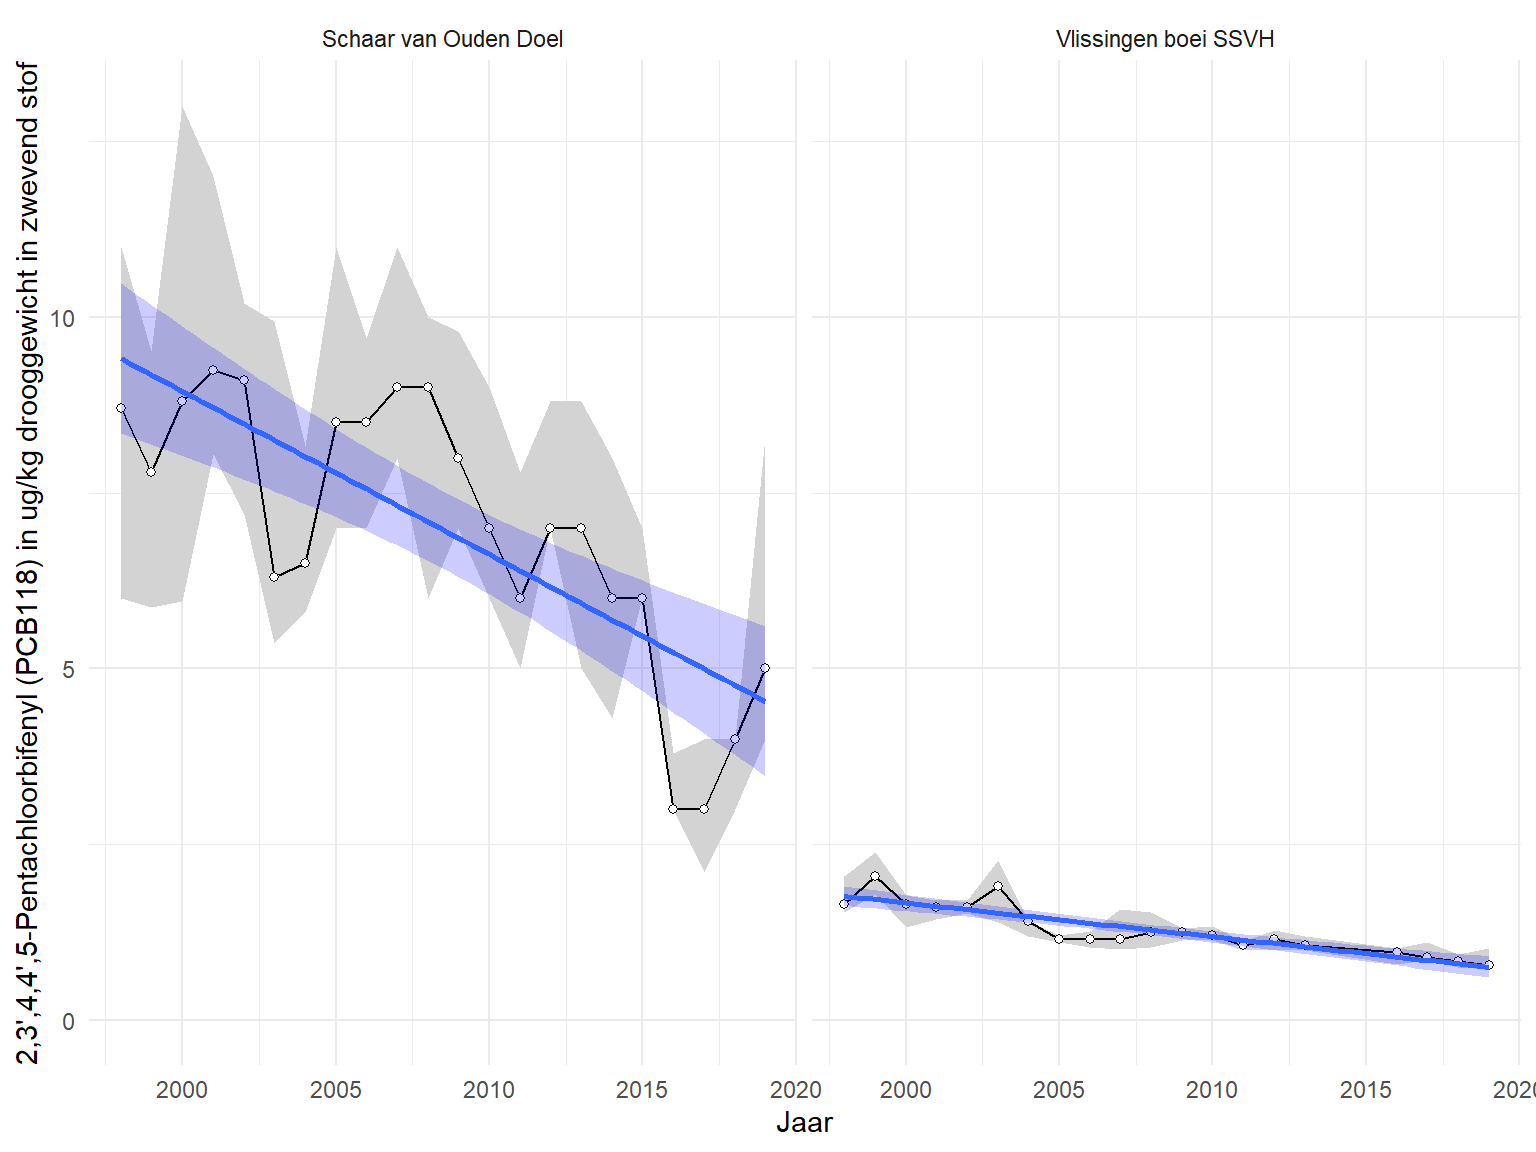 Schaar van Ouden Doel
Vlissingen boei SSVH
2,3',4,4',5-Pentachloorbifenyl (PCB118) in ug/kg drooggewicht in zwevend stof
10
5
0
2000 2005 2010 2015 2020 2000 2005 2010 2015 2020
Jaar